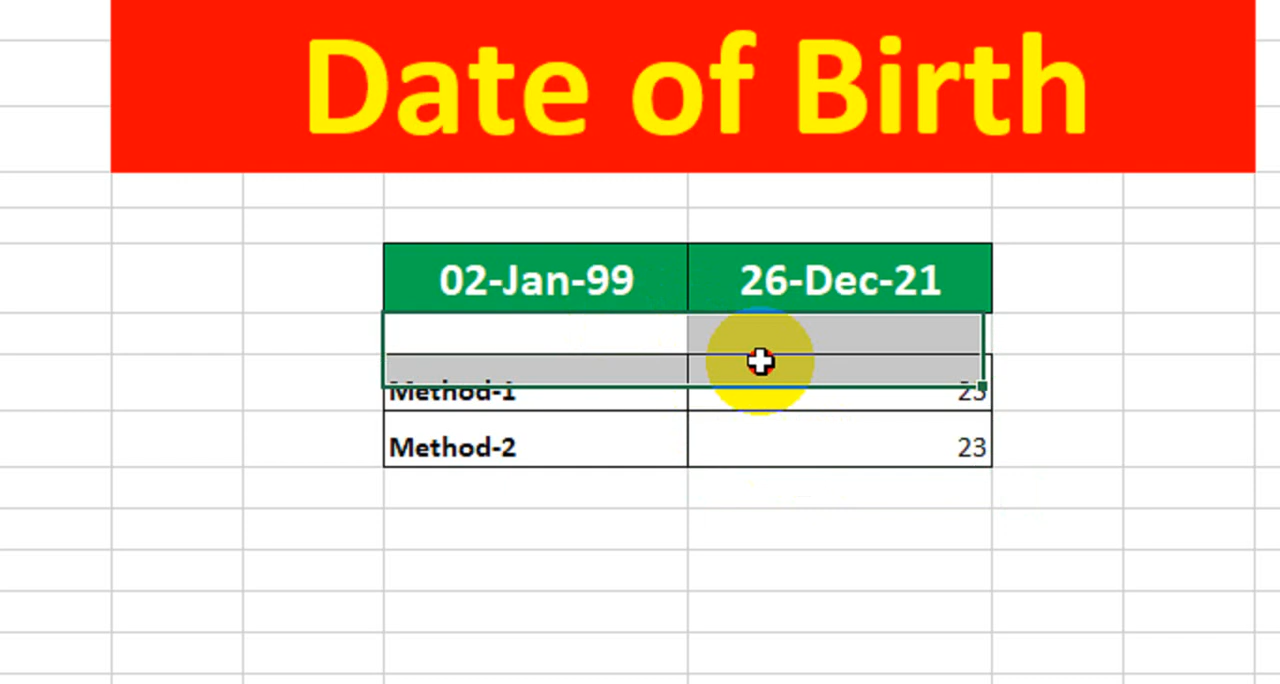 Date of Birth
02-Jan-99 26-Dec-21
Method-1 23
Method-2 23